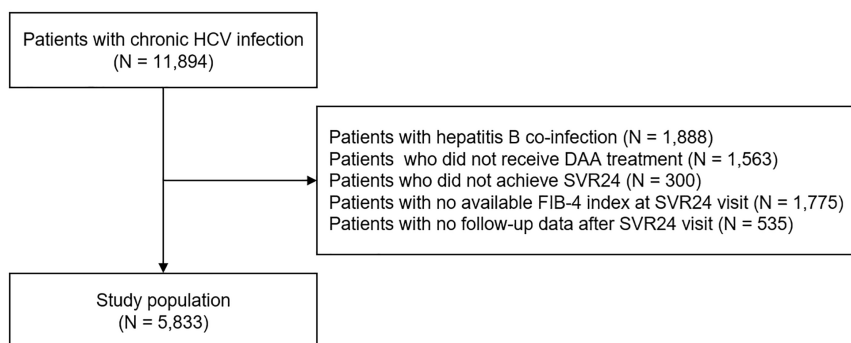 Patients with chronic HCV infection
(N = 11,894)
Patients with hepatitis B co-infection (N = 1,888)
Patients who did not receive DAA treatment (N = 1,563)
Patients who did not achieve SVR24 (N = 300)
Patients with no available FIB-4 index at SVR24 visit (N = 1,775)
Patients with no follow-up data after SVR24 visit (N = 535)
Study population
(N = 5,833)